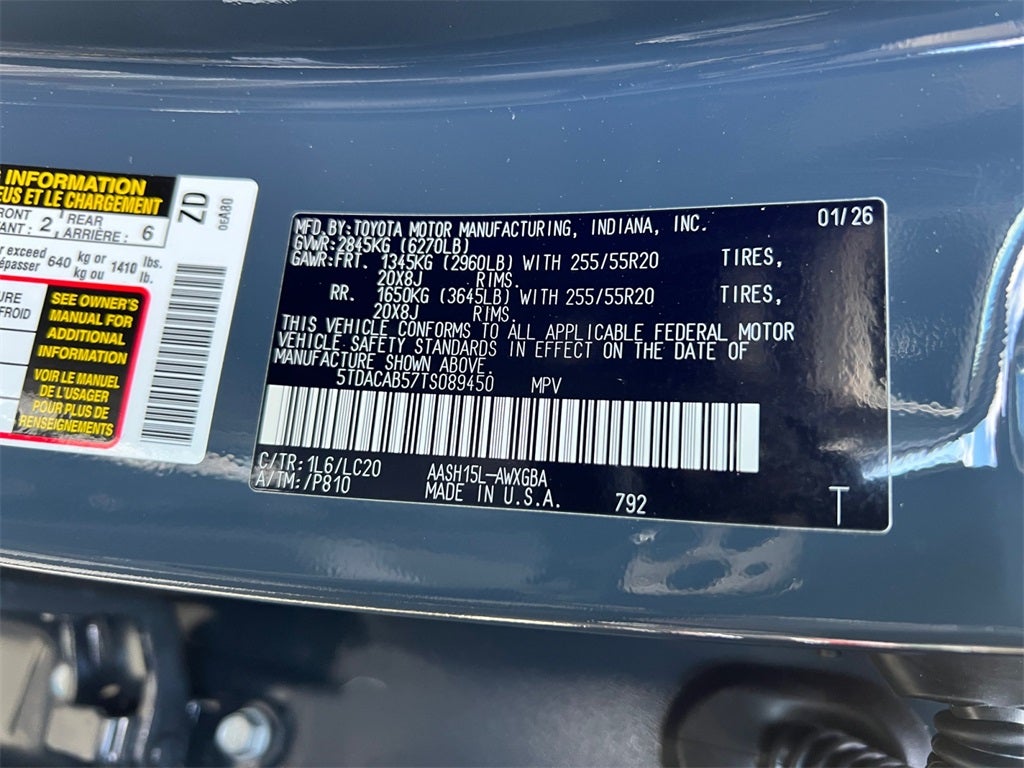 INFORMATION
EUS ET LE CHARGEMENT
FRONT 2 REAR 6
ANT : ARRIÈRE :
r exceed 640 kg or 1410 lbs.
épasser kg ou lb.
SEE OWNER'S
MANUAL FOR
ADDITIONAL
INFORMATION
VOIR LE MANUEL
DE L'USAGER
POUR PLUS DE
RENSEIGNEMENTS
URE
FROID
ZD
06A80
MFD. BY: TOYOTA MOTOR MANUFACTURING, INDIANA, INC. 01/26
GVWR: 2845KG (6270LB)
GAWR:FRT. 1345KG (2960LB) WITH 255/55R20 TIRES,
20X8J RIMS.
RR. 1650KG (3645LB) WITH 255/55R20 TIRES,
20X8J RIMS.
THIS VEHICLE CONFORMS TO ALL APPLICABLE FEDERAL MOTOR
VEHICLE SAFETY STANDARDS IN EFFECT ON THE DATE OF
MANUFACTURE SHOWN ABOVE.
5TDACAB57TS089450 MPV
C/TR: 1L6/LC20 AASH15L-AWXGBA
A/TM: /P810 MADE IN U.S.A. 792 T